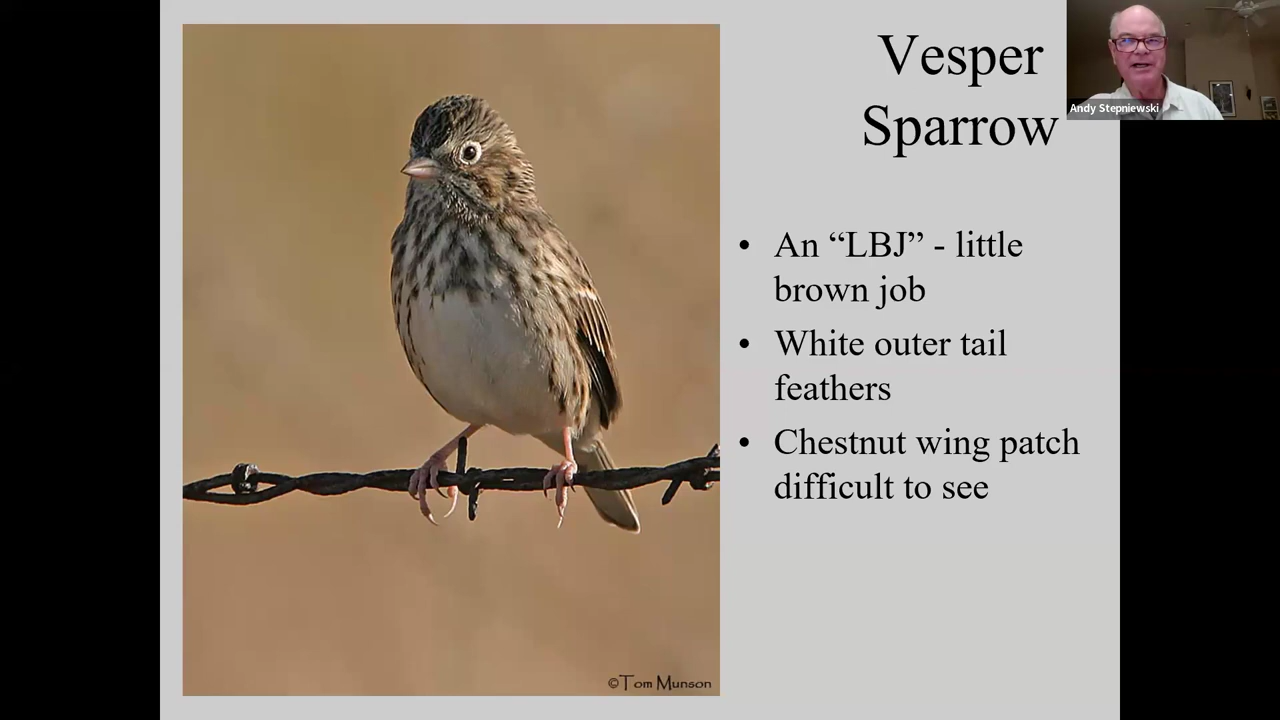 Vesper
Sparrow
Andy Stepniewski
• An “LBJ” - little
brown job
• White outer tail
feathers
• Chestnut wing patch
difficult to see
©Tom Munson